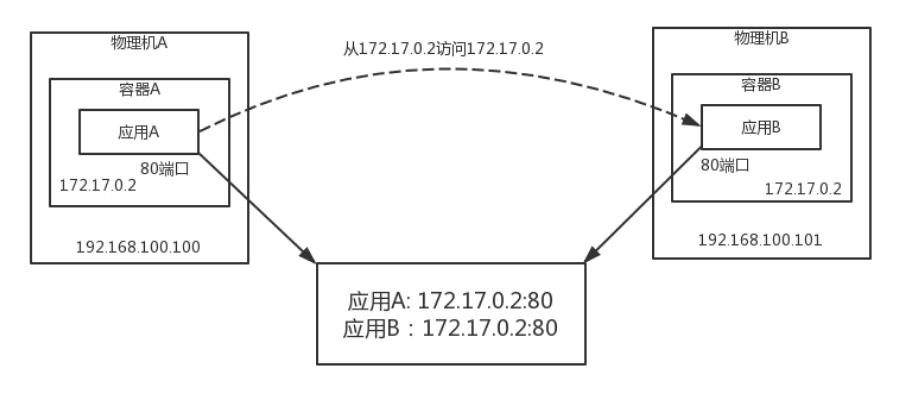 物理机A
容器A
应用A
80端口
172.17.0.2
192.168.100.100
从172.17.0.2访问172.17.0.2
物理机B
容器B
应用B
80端口
172.17.0.2
192.168.100.101
应用A: 172.17.0.2:80
应用B：172.17.0.2:80